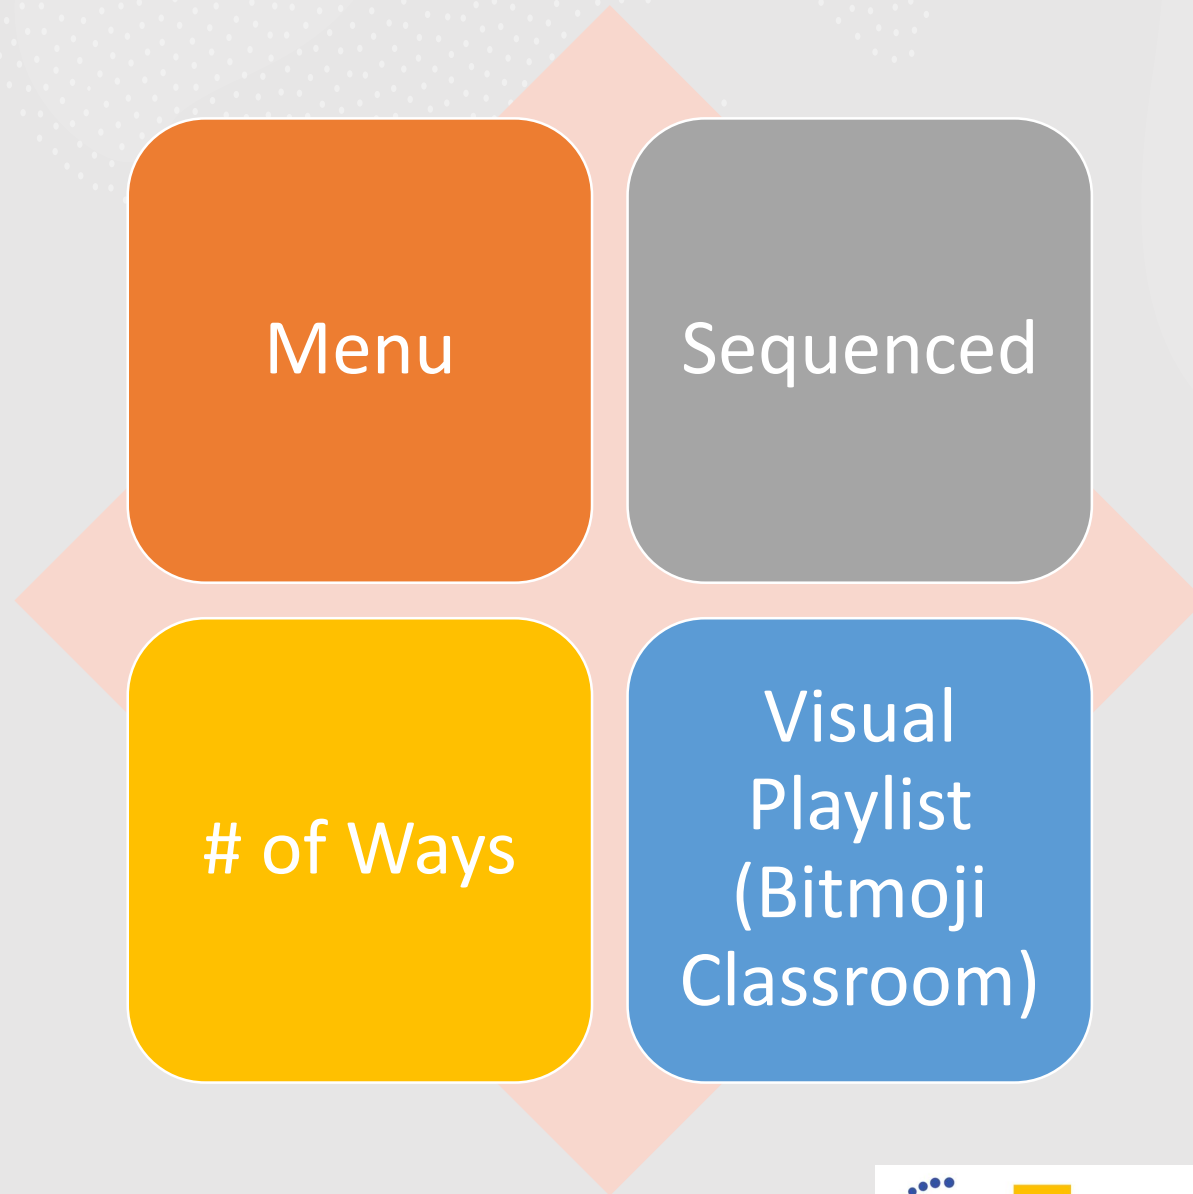 Menu
Sequenced
# of Ways
Visual
Playlist
(Bitmoji
Classroom)